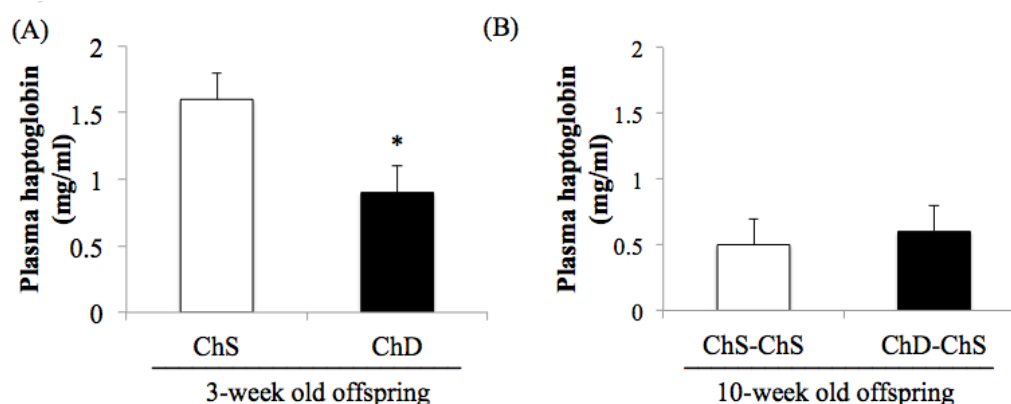 (A)
Plasma haptoglobin
(mg/ml)
2
1.5
1
0.5
0
*
ChS ChD
3-week old offspring
(B)
Plasma haptoglobin
(mg/ml)
2
1.5
1
0.5
0
ChS-ChS ChD-ChS
10-week old offspring